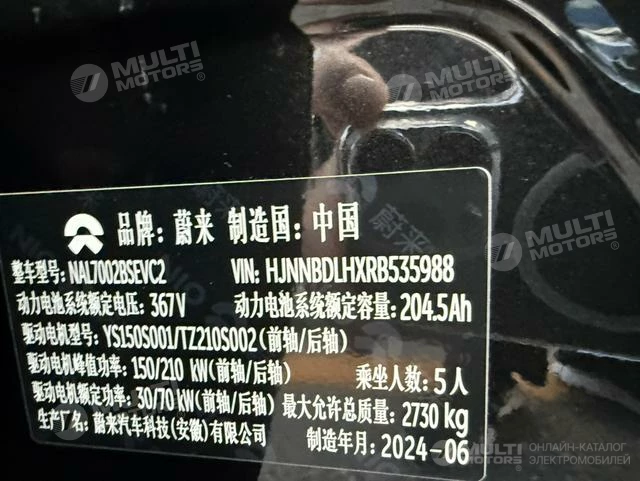 MULTI MOTORS®
MULTI MOTORS®
品牌：蔚来 制造国：中国
整车型号：NAL7002BSEVC2 VIN: HJNNBDLHXRB535988
动力电池系统额定电压：367V 动力电池系统额定容量：204.5Ah
驱动电机型号：YS150S001/TZ210S002(前轴/后轴)
驱动电机峰值功率：150/210 kW(前轴/后轴) 乘坐人数：5人
驱动电机额定功率：30/70 kW(前轴/后轴) 最大允许总质量：2730 kg
生产厂名：蔚来汽车科技(安徽)有限公司 制造年月：2024-06
MULTI MOTORS®
ОНЛАЙН-КАТАЛОГ
ЭЛЕКТРОМОБИЛЕЙ